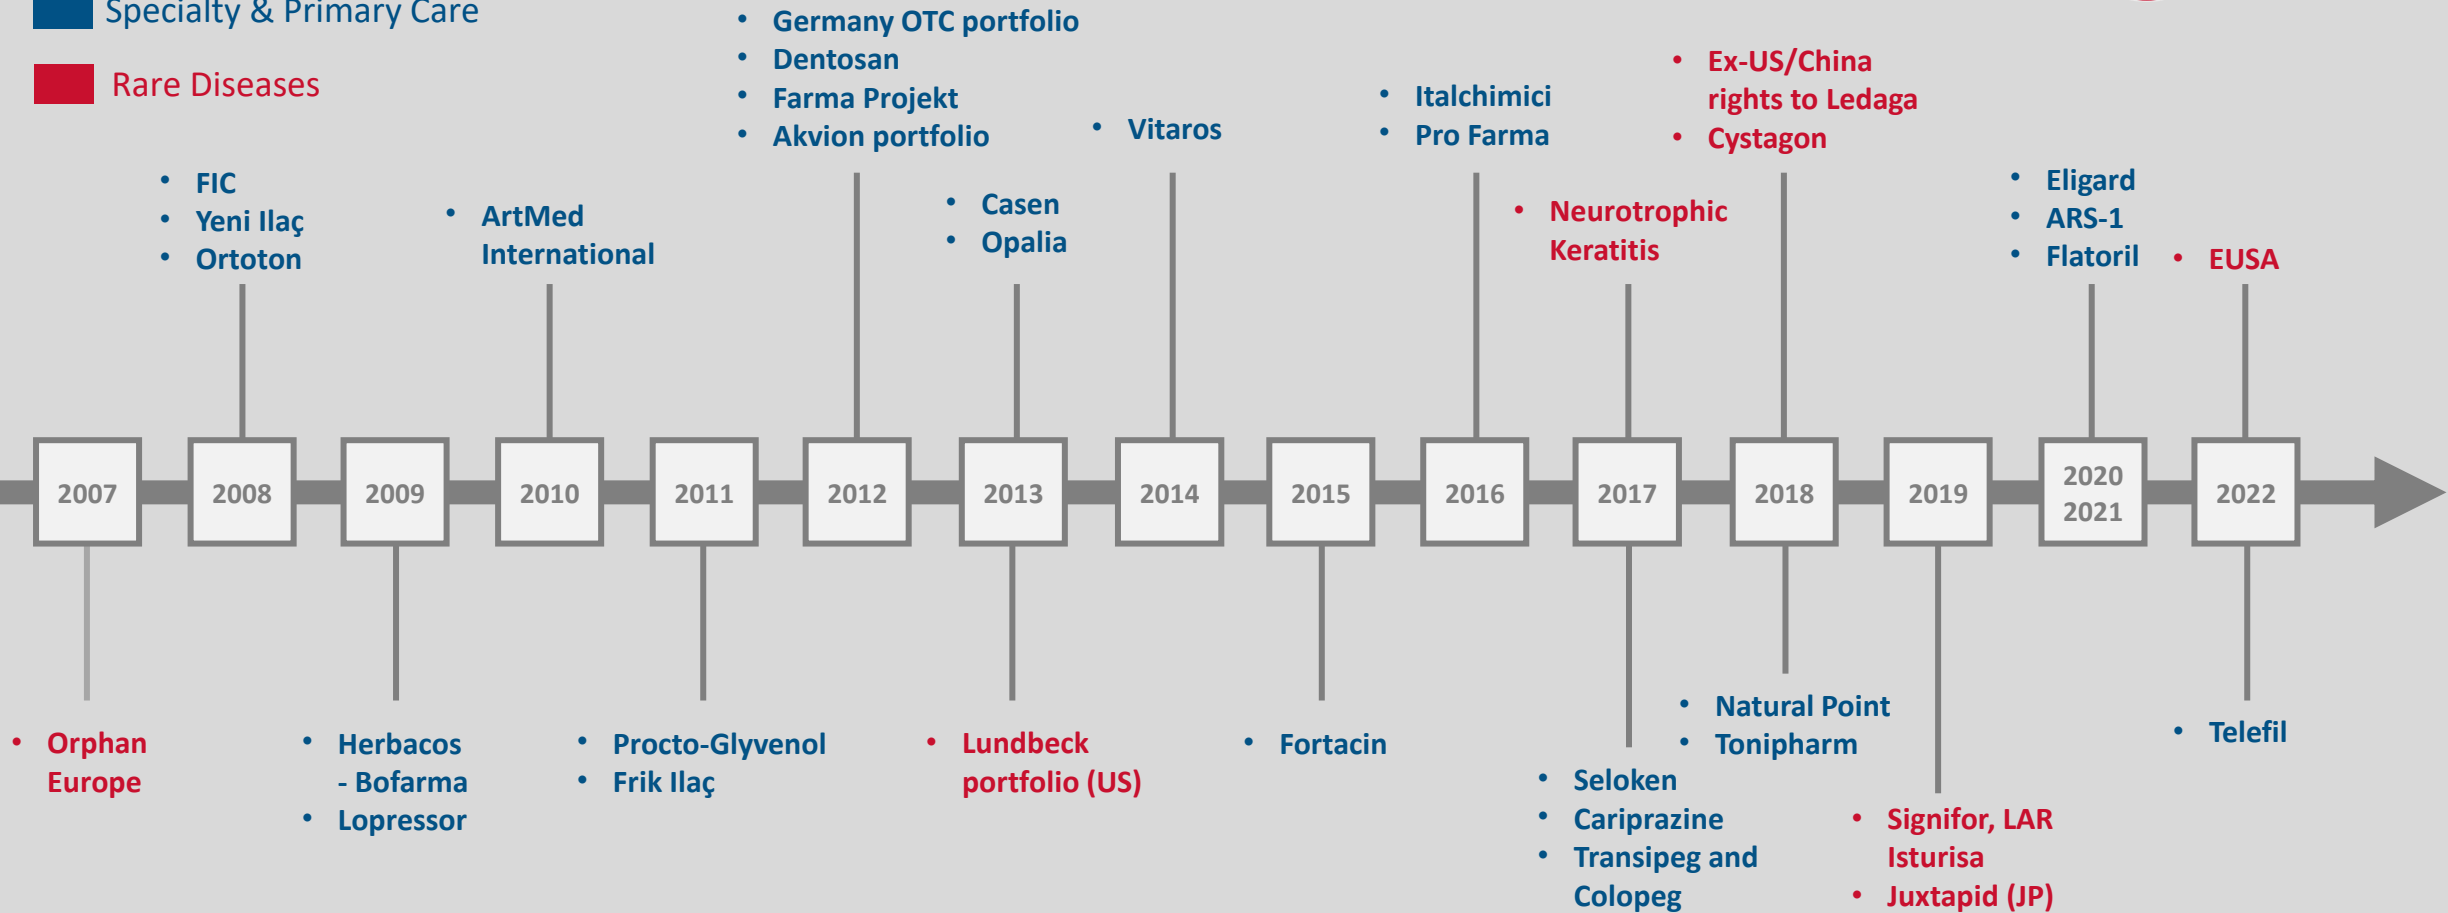 Specialty & Primary Care
Rare Diseases
• FIC
• Yeni Ilaç
• Ortoton
• ArtMed
International
• Germany OTC portfolio
• Dentosan
• Farma Projekt
• Akvion portfolio
• Casen
• Opalia
• Vitaros
• Italchimici
• Pro Farma
• Neurotrophic
Keratitis
• Ex-US/China
rights to Ledaga
• Cystagon
• Eligard
• ARS-1
• Flatoril
• EUSA
2007
2008
2009
2010
2011
2012
2013
2014
2015
2016
2017
2018
2019
2020
2021
2022
• Orphan
Europe
• Herbacos
- Bofarma
• Lopressor
• Procto-Glyvenol
• Frik Ilaç
• Lundbeck
portfolio (US)
• Fortacin
• Seloken
• Cariprazine
• Transipeg and
Colopeg
• Natural Point
• Tonipharm
• Signifor, LAR
Isturisa
• Juxtapid (JP)
• Telefil